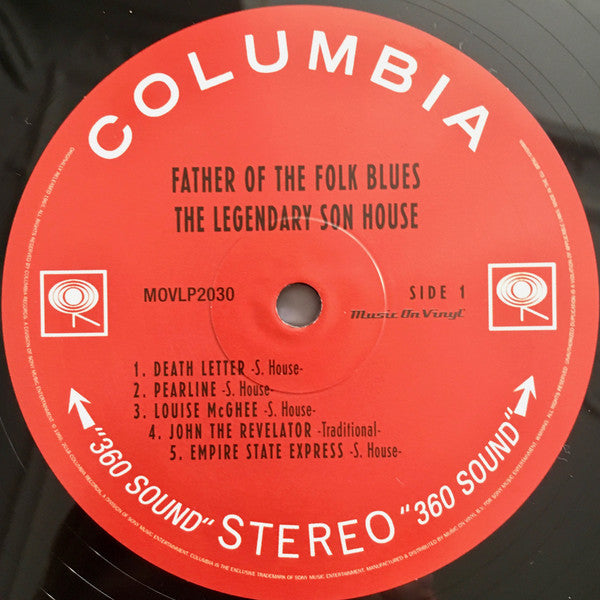 COLUMBIA
FATHER OF THE FOLK BLUES
THE LEGENDARY SON HOUSE
MOVLP2030
SIDE 1
Music On Vinyl
1. DEATH LETTER -S. House-
2. PEARLINE -S. House-
3. LOUISE McGHEE -S. House-
4. JOHN THE REVELATOR -Traditional-
5. EMPIRE STATE EXPRESS -S. House-
"360 SOUND" STEREO "360 SOUND"